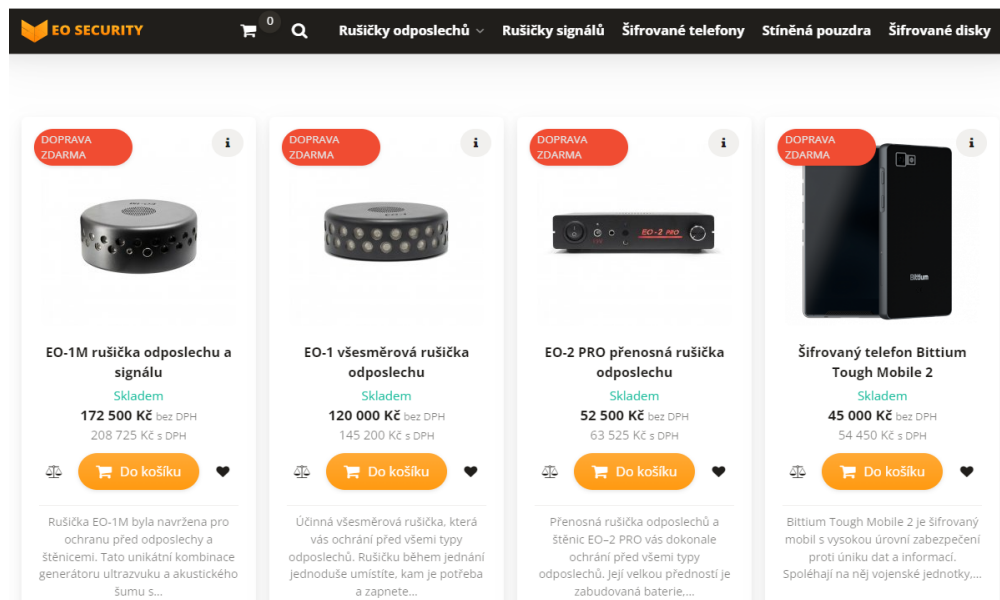 EO SECURITY
0
Rušičky odposlechů
Rušičky signálů
Šifrované telefony
Stíněná pouzdra
Šifrované disky
DOPRAVA
ZDARMA
i
EO-1M rušička odposlechu a
signálu
Skladem
172 500 Kč bez DPH
208 725 Kč s DPH
Do košíku
Rušička EO-1M byla navržena pro
ochranu před odposlechy a
štěnicemi. Tato unikátní kombinace
generátoru ultrazvuku a akustického
šumu s...
DOPRAVA
ZDARMA
i
EO-1
EO-1 všesměrová rušička
odposlechu
Skladem
120 000 Kč bez DPH
145 200 Kč s DPH
Do košíku
Účinná všesměrová rušička, která
vás ochrání před všemi typy
odposlechů. Rušičku během jednání
jednoduše umístíte, kam je potřeba
a zapnete...
DOPRAVA
ZDARMA
i
EO-2 PRO
EO-2 PRO přenosná rušička
odposlechu
Skladem
52 500 Kč bez DPH
63 525 Kč s DPH
Do košíku
Přenosná rušička odposlechů a
štěnic EO–2 PRO vás dokonale
ochrání před všemi typy
odposlechů. Její velkou předností je
zabudovaná baterie,...
DOPRAVA
ZDARMA
i
Bittium
Šifrovaný telefon Bittium
Tough Mobile 2
Skladem
45 000 Kč bez DPH
54 450 Kč s DPH
Do košíku
Bittium Tough Mobile 2 je šifrovaný
mobil s vysokou úrovní zabezpečení
proti úniku dat a informací.
Spoléhají na něj vojenské jednotky,...